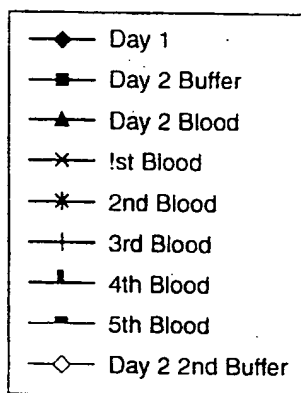 Day 1
Day 2 Buffer
Day 2 Blood
!st Blood
2nd Blood
3rd Blood
4th Blood
5th Blood
Day 2 2nd Buffer